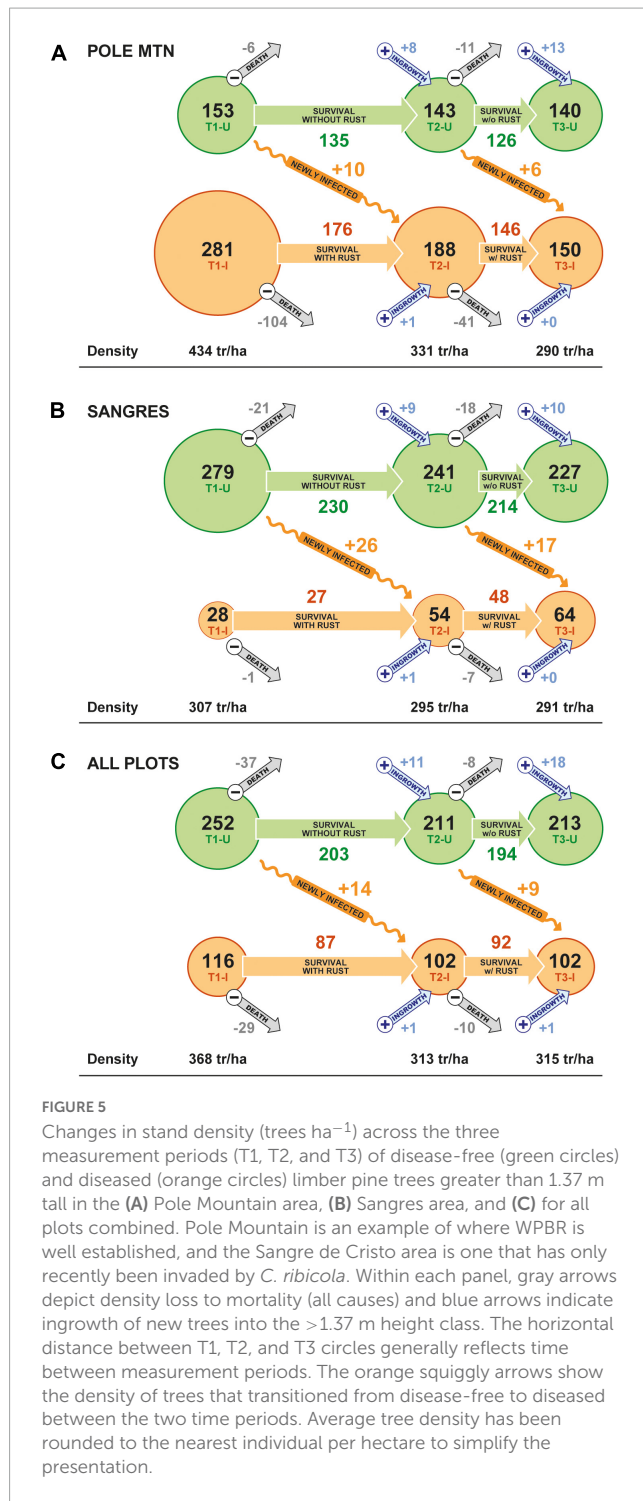 A POLE MTN
-6
DEATH
+8
INGROWTH
-11
DEATH
+13
INGROWTH
153
T1-U
SURVIVAL
WITHOUT RUST
135
143
T2-U
SURVIVAL
w/o RUST
126
140
T3-U
+10
NEWLY INFECTED
+6
NEWLY INFECTED
281
T1-I
176
SURVIVAL
WITH RUST
188
T2-I
146
SURVIVAL
w/ RUST
150
T3-I
DEATH
-104
INGROWTH
+1
DEATH
-41
INGROWTH
+0
Density 434 tr/ha 331 tr/ha 290 tr/ha
B SANGRES
-21
DEATH
+9
INGROWTH
-18
DEATH
+10
INGROWTH
279
T1-U
SURVIVAL
WITHOUT RUST
230
241
T2-U
SURVIVAL
w/o RUST
214
227
T3-U
+26
NEWLY INFECTED
+17
NEWLY INFECTED
28
T1-I
27
SURVIVAL
WITH RUST
54
T2-I
48
SURVIVAL
w/ RUST
64
T3-I
DEATH
-1
INGROWTH
+1
DEATH
-7
INGROWTH
+0
Density 307 tr/ha 295 tr/ha 291 tr/ha
C ALL PLOTS
-37
DEATH
+11
INGROWTH
-8
DEATH
+18
INGROWTH
252
T1-U
SURVIVAL
WITHOUT RUST
203
211
T2-U
SURVIVAL
w/o RUST
194
213
T3-U
+14
NEWLY INFECTED
+9
NEWLY INFECTED
116
T1-I
87
SURVIVAL
WITH RUST
102
T2-I
92
SURVIVAL
w/ RUST
102
T3-I
DEATH
-29
INGROWTH
+1
DEATH
-10
INGROWTH
+1
Density 368 tr/ha 313 tr/ha 315 tr/ha
FIGURE 5
Changes in stand density (trees ha⁻¹) across the three
measurement periods (T1, T2, and T3) of disease-free (green circles)
and diseased (orange circles) limber pine trees greater than 1.37 m
tall in the (A) Pole Mountain area, (B) Sangres area, and (C) for all
plots combined. Pole Mountain is an example of where WPBR is
well established, and the Sangre de Cristo area is one that has only
recently been invaded by C. ribicola. Within each panel, gray arrows
depict density loss to mortality (all causes) and blue arrows indicate
ingrowth of new trees into the >1.37 m height class. The horizontal
distance between T1, T2, and T3 circles generally reflects time
between measurement periods. The orange squiggly arrows show
the density of trees that transitioned from disease-free to diseased
between the two time periods. Average tree density has been
rounded to the nearest individual per hectare to simplify the
presentation.